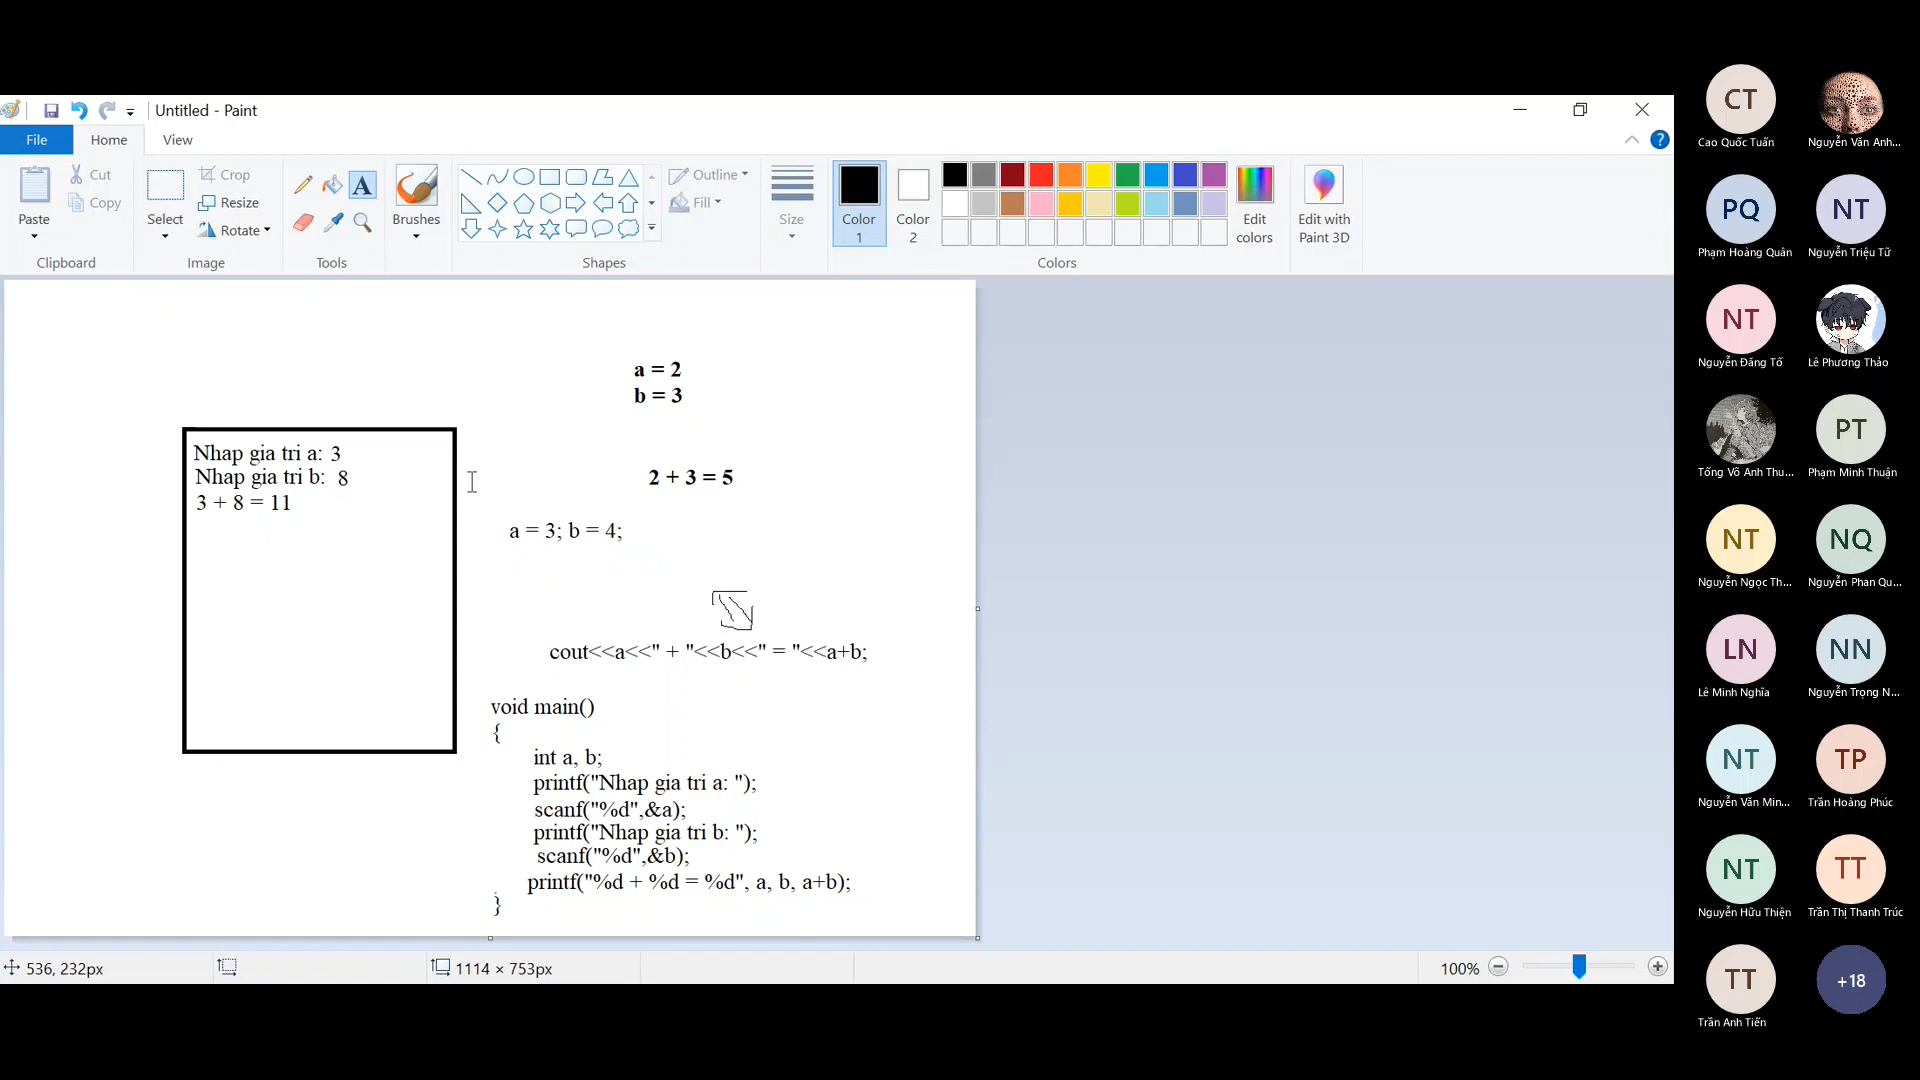 Untitled - Paint
File
Home
View
Paste
Cut
Copy
Clipboard
Select
Crop
Resize
Rotate
Image
A
Tools
Brushes
Shapes
Outline
Fill
Size
Color
1
Color
2
Edit
colors
Colors
Edit with
Paint 3D
?
a = 2
b = 3
Nhap gia tri a: 3
Nhap gia tri b: 8
3 + 8 = 11
2 + 3 = 5
a = 3; b = 4;
cout<<a<<" + "<<b<<" = "<<a+b;
void main()
{
int a, b;
printf("Nhap gia tri a: ");
scanf("%d",&a);
printf("Nhap gia tri b: ");
scanf("%d",&b);
printf("%d + %d = %d", a, b, a+b);
}
536, 232px
1114 × 753px
100%
CT
Cao Quốc Tuấn
Nguyễn Văn Anh...
PQ
Phạm Hoàng Quân
NT
Nguyễn Triệu Tử
NT
Nguyễn Đăng Tố
Lê Phương Thảo
Tống Võ Anh Thu...
PT
Phạm Minh Thuận
NT
Nguyễn Ngọc Th...
NQ
Nguyễn Phan Qu...
LN
Lê Minh Nghĩa
NN
Nguyễn Trọng N...
NT
Nguyễn Văn Min...
TP
Trần Hoàng Phúc
NT
Nguyễn Hữu Thiện
TT
Trần Thị Thanh Trúc
TT
Trần Anh Tiến
+18